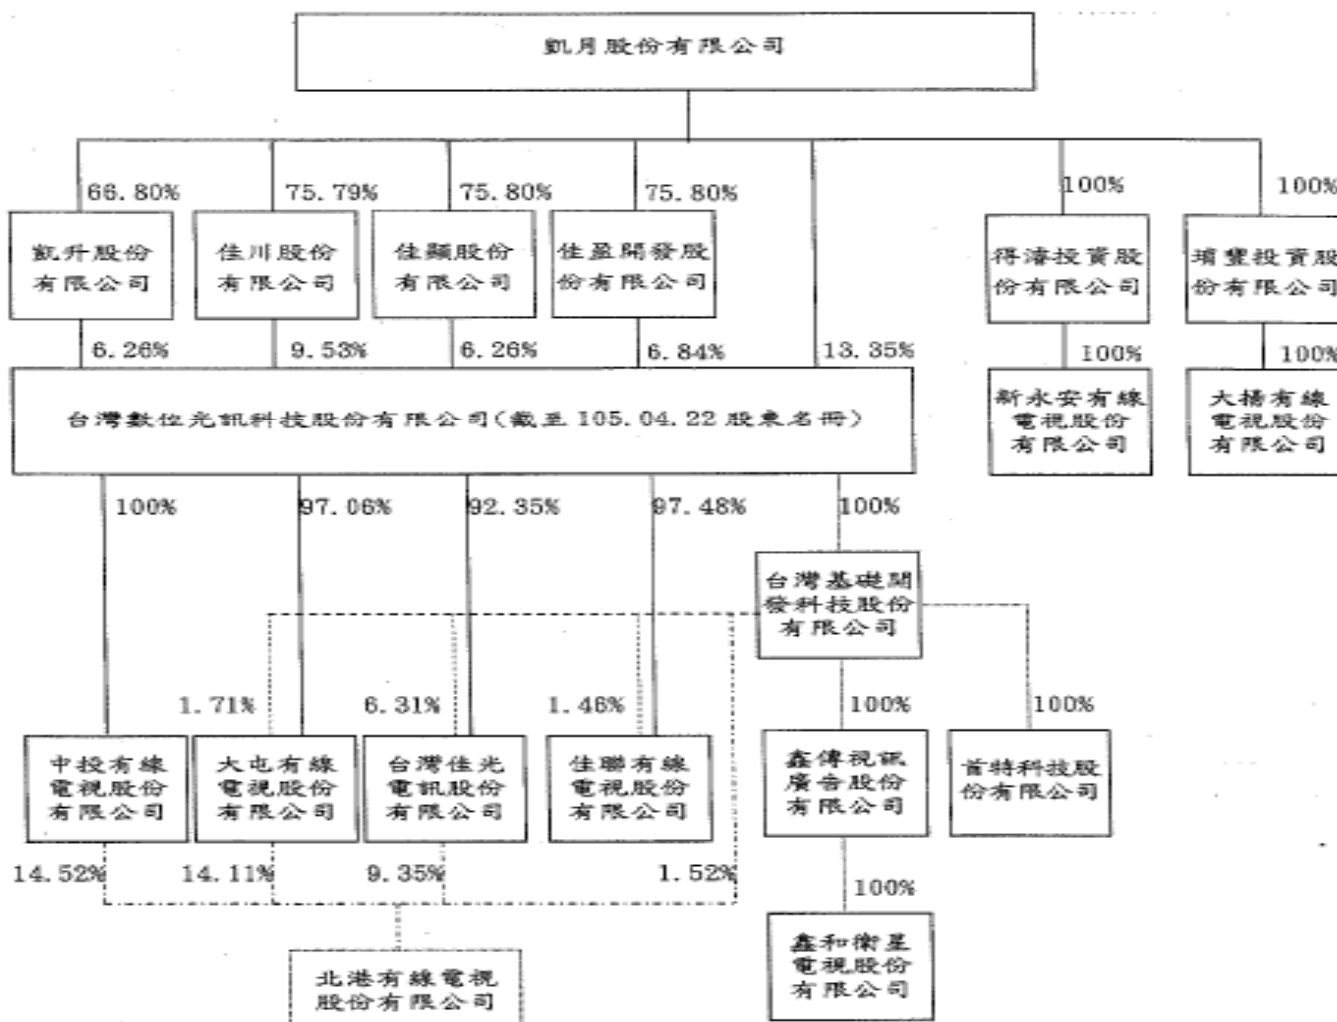 凱月股份有限公司
66.80%
75.79%
75.80%
75.80%
100%
100%
凱升股份
有限公司
佳川股份
有限公司
佳顯股份
有限公司
佳盈開發股
份有限公司
得濬投資股
份有限公司
豐投資股
份有限公司
6.26%
9.53%
6.26%
6.84%
13.35%
100%
100%
台灣數位光訊科技股份有限公司(截至 105.04.22 股東名冊)
新永安有線
電視股份
有限公司
大揚有線
電視股份
有限公司
100%
97.06%
92.35%
97.48%
100%
台灣基礎開
發科技股份
有限公司
1.71%
6.31%
1.46%
100%
100%
中投有線
電視股份
有限公司
大屯有線
電視股份
有限公司
台灣佳光
電訊股份
有限公司
佳聯有線
電視股份
有限公司
鑫傳視訊
廣告股份
有限公司
首特科技股
份有限公司
14.52%
14.11%
9.35%
1.52%
100%
北港有線電視
股份有限公司
鑫和衛星
電視股份
有限公司